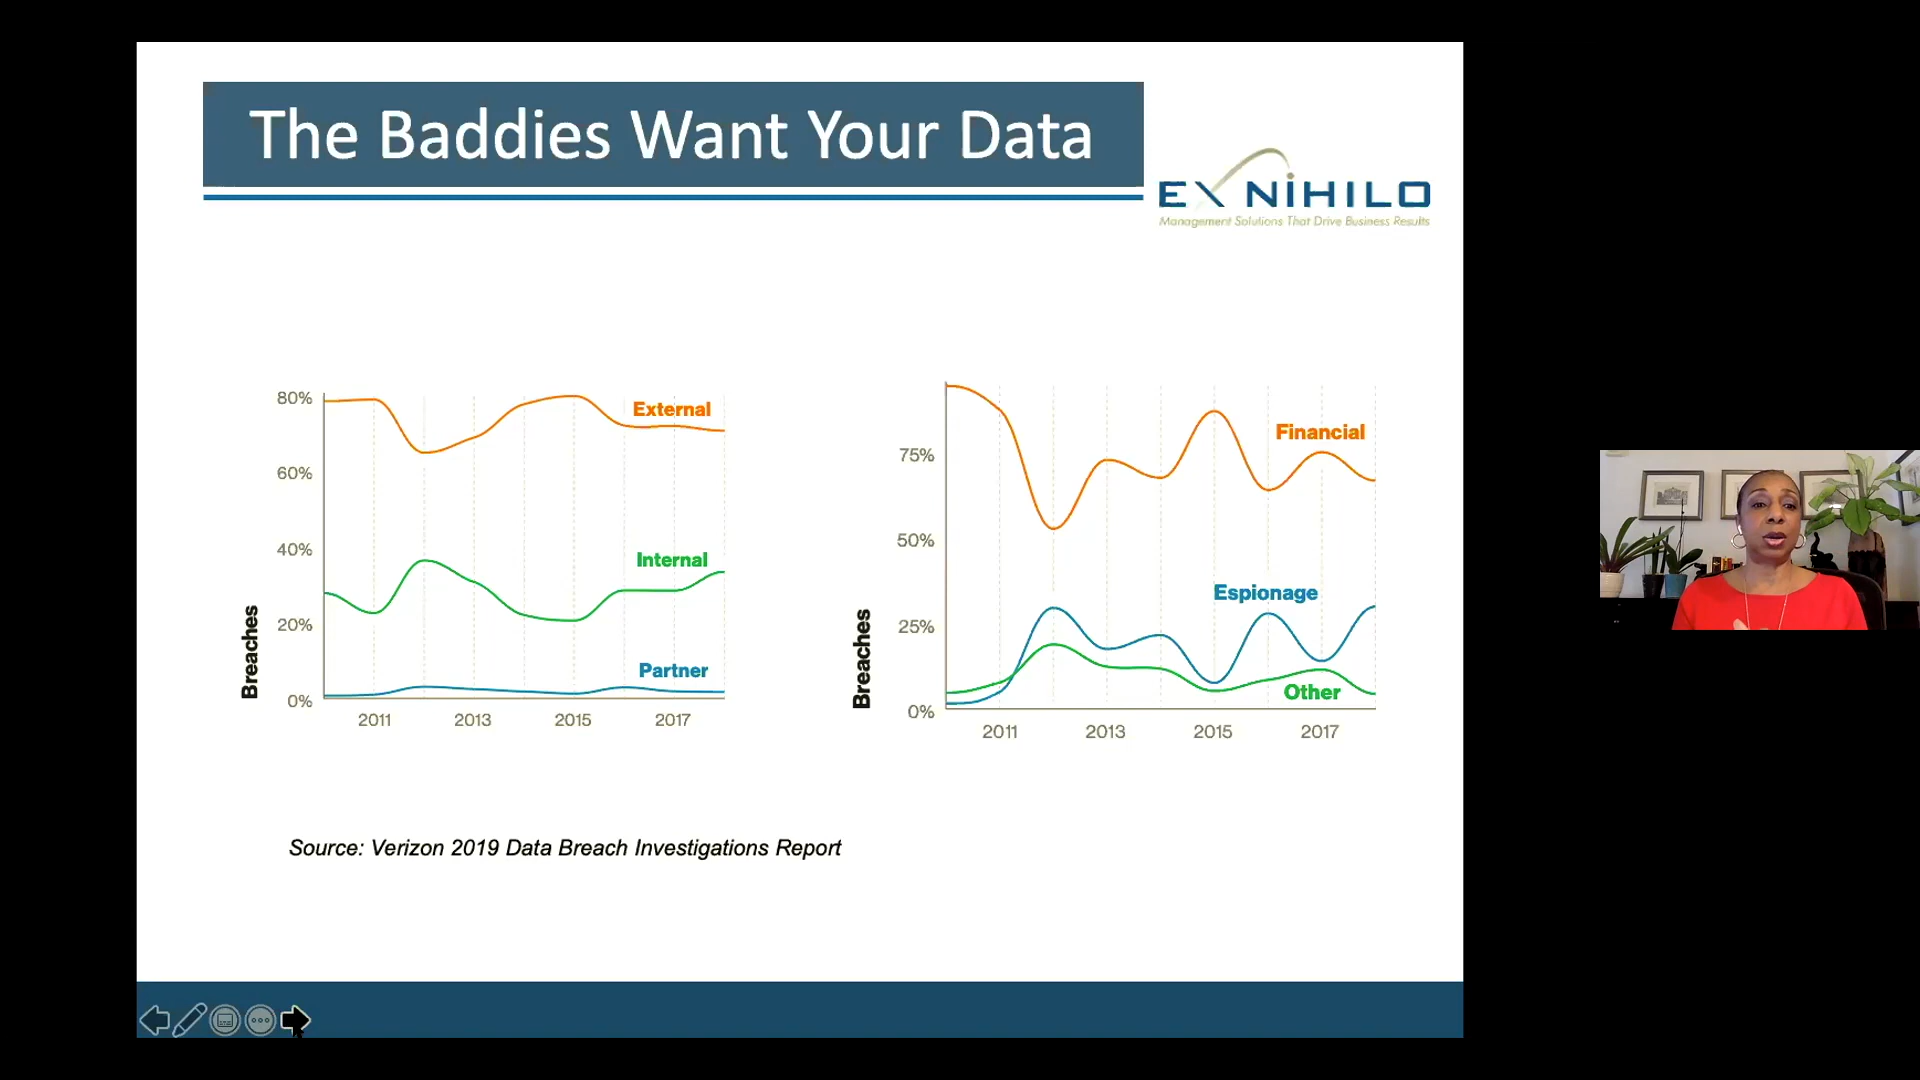 The Baddies Want Your Data
EX NIHILO
Management Solutions That Drive Business Results
80%
60%
40%
20%
0%
Breaches
External
Internal
Partner
2011 2013 2015 2017
75%
50%
25%
0%
Breaches
Financial
Espionage
Other
2011 2013 2015 2017
Source: Verizon 2019 Data Breach Investigations Report